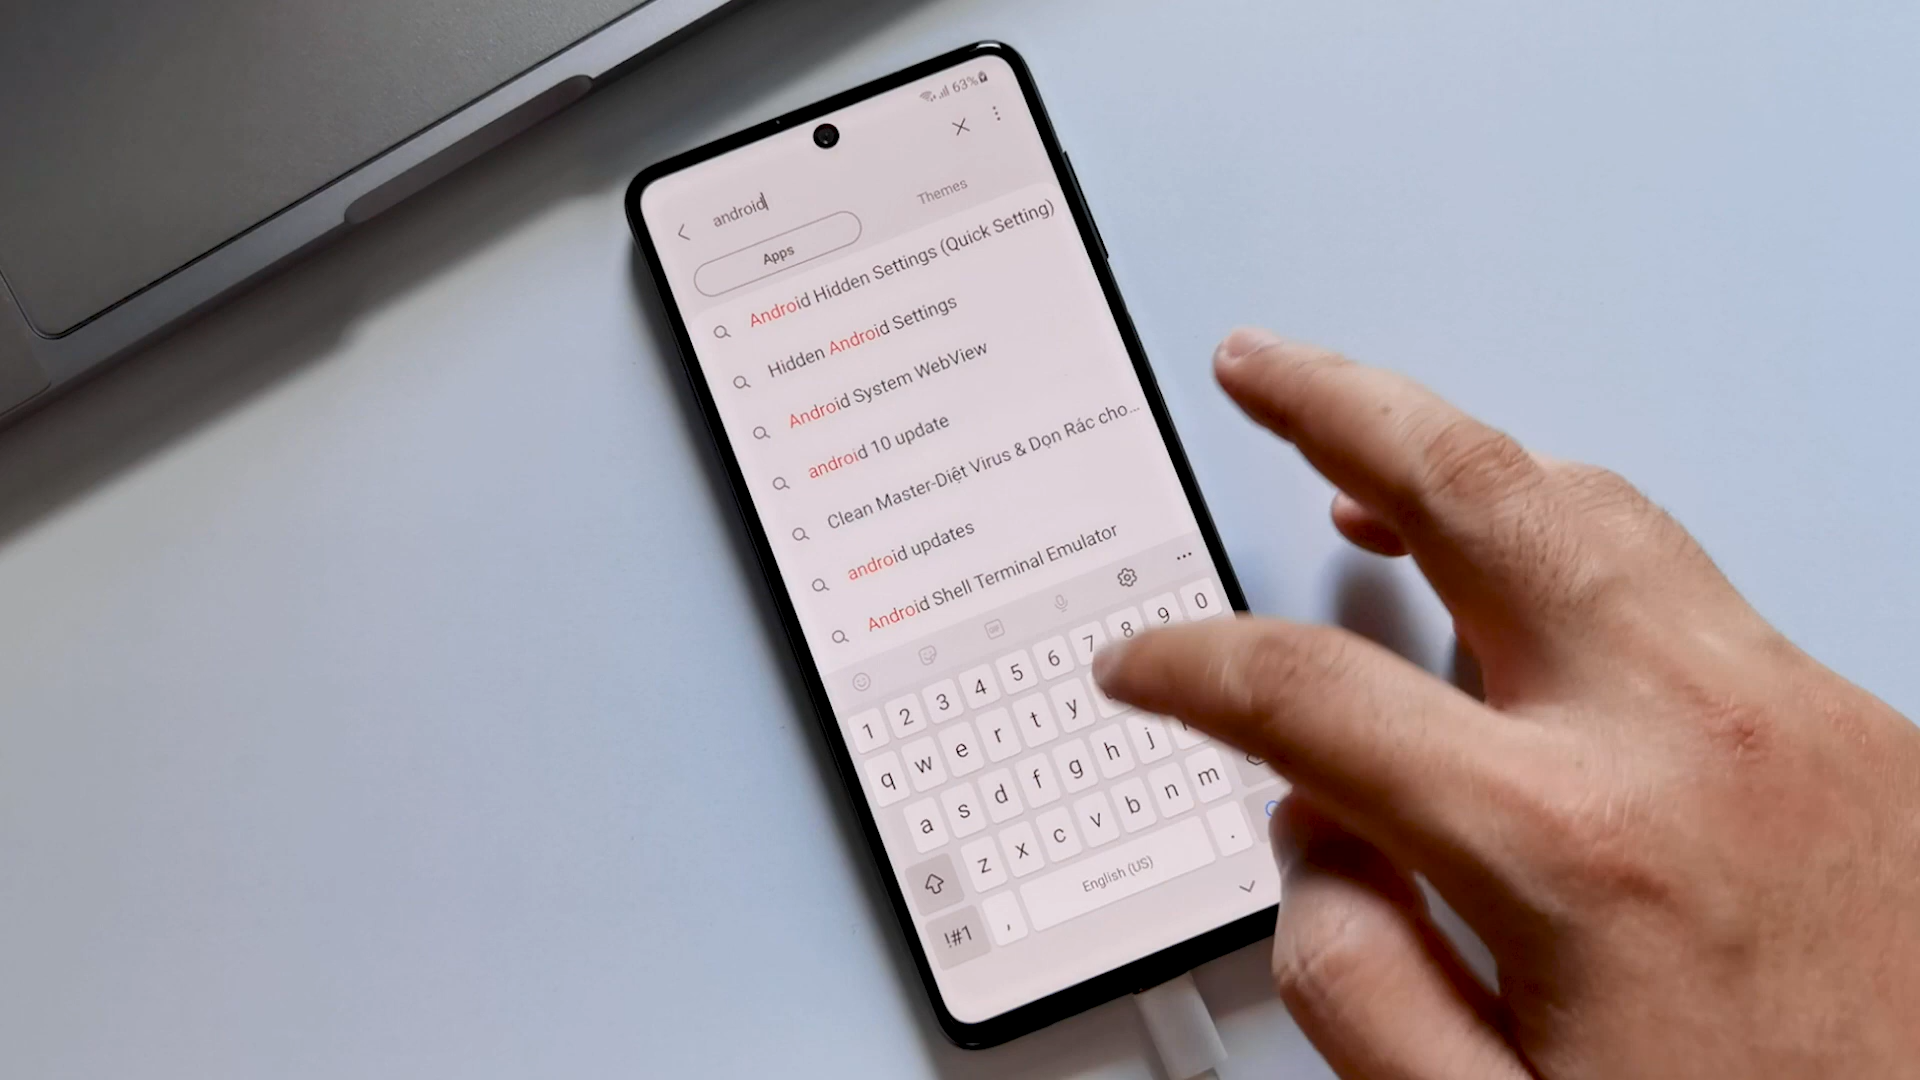 63%
android
Apps
Themes
Android Hidden Settings (Quick Setting)
Hidden Android Settings
Android System WebView
android 10 update
Clean Master-Diệt Virus & Dọn Rác cho...
android updates
Android Shell Terminal Emulator
1 2 3 4 5 6 7 8 9 0
q w e r t y
a s d f g h j
z x c v b n m
!#1 , English (US) .